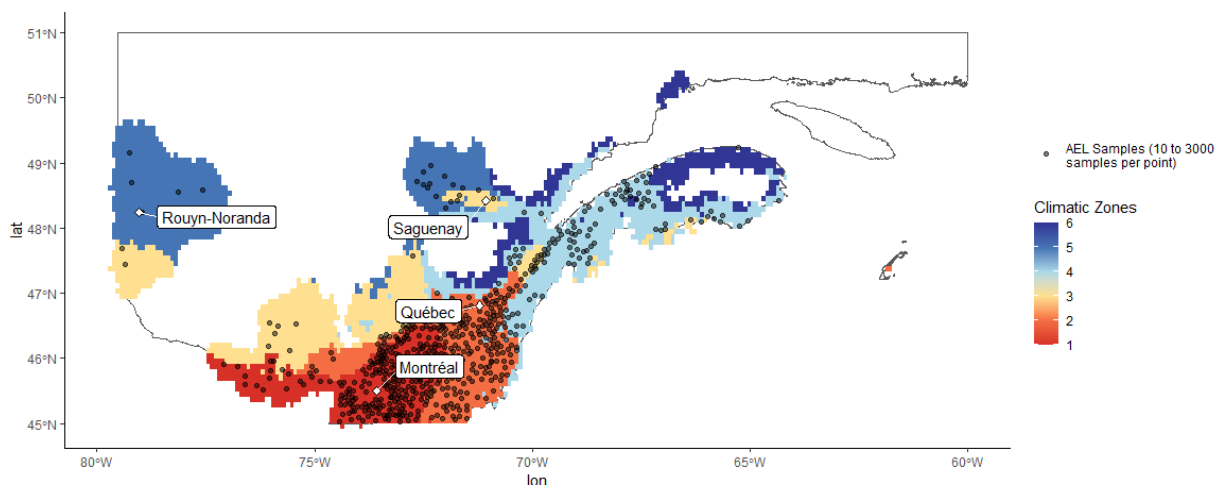 51°N
50°N
49°N
48°N
47°N
46°N
45°N
lat
80°W
75°W
70°W
65°W
60°W
lon
Rouyn-Noranda
Saguenay
Québec
Montréal
AEL Samples (10 to 3000
samples per point)
Climatic Zones
6
5
4
3
2
1